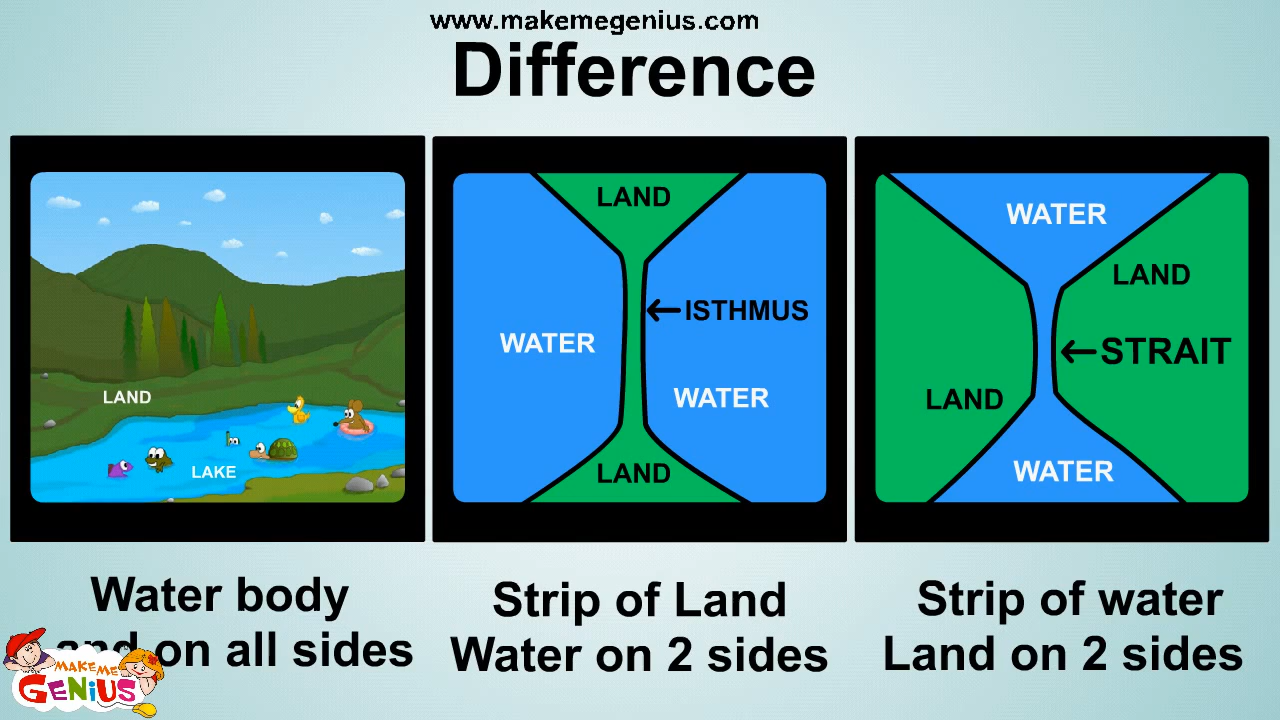 www.makemegenius.com
Difference
LAND
LAKE
LAND
WATER
←ISTHMUS
WATER
LAND
WATER
LAND
←STRAIT
LAND
WATER
Water body
on all sides
Strip of Land
Water on 2 sides
Strip of water
Land on 2 sides
MAKE ME
GENiUS